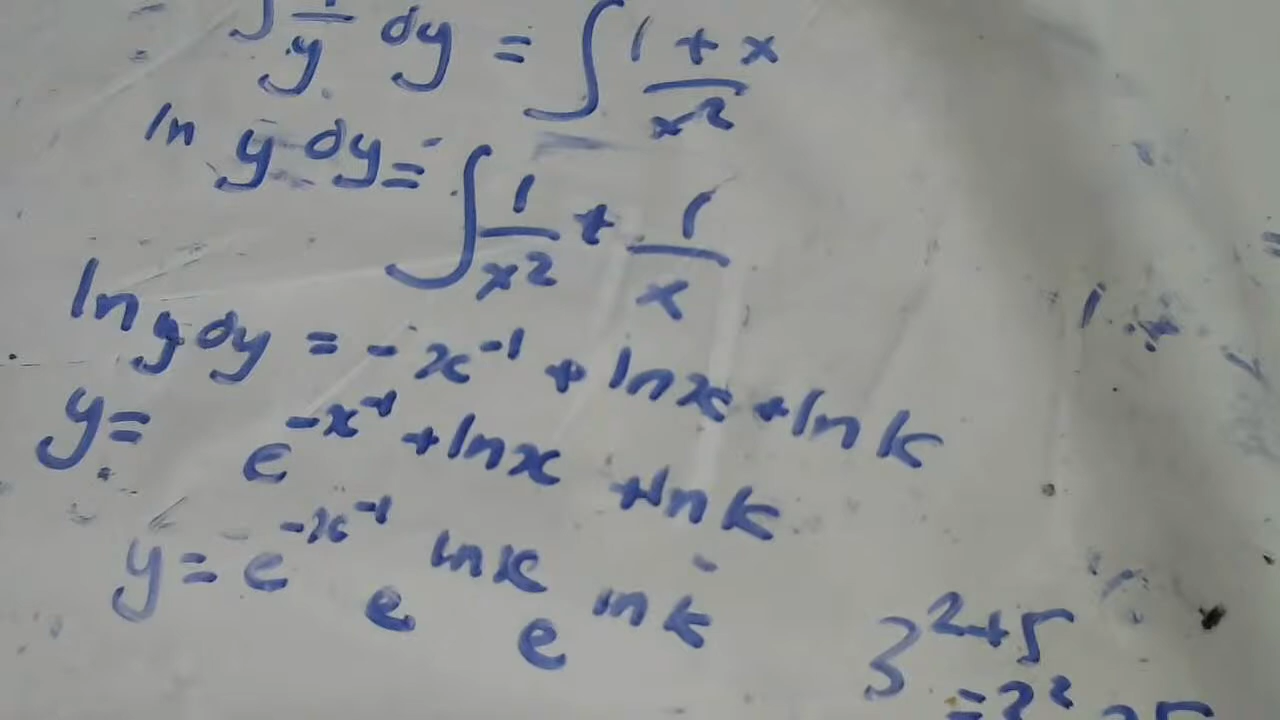 ∫ 1/y dy = ∫ (1 + x)/x²
ln y dy = ∫ 1/x² + 1/x
ln y dy = -x⁻¹ + ln x + ln k
y = e^(-x⁻¹ + ln x + ln k)
y = e^(-x⁻¹) e^(ln x) e^(ln k)
3^(2+5)